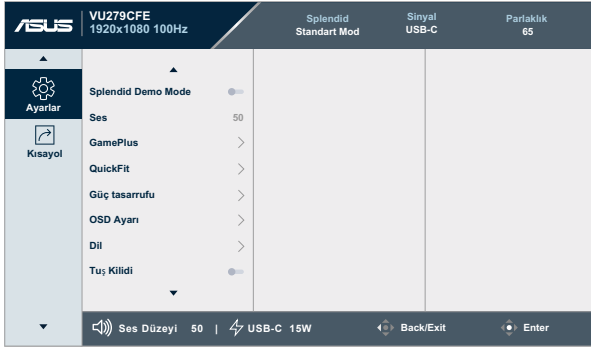 ASUS
VU279CFE
1920x1080 100Hz
Splendid
Standart Mod
Sinyal
USB-C
Parlaklık
65
Ayarlar
Kısayol
Splendid Demo Mode
Ses 50
GamePlus
QuickFit
Güç tasarrufu
OSD Ayarı
Dil
Tuş Kilidi
Ses Düzeyi 50 | USB-C 15W
Back/Exit
Enter